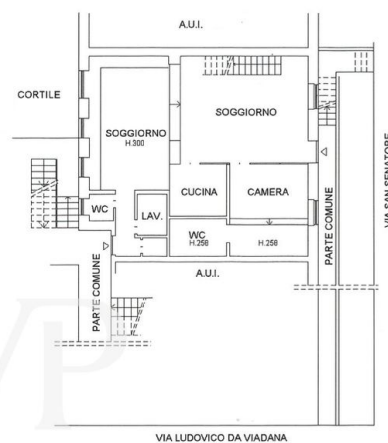 A.U.I.
CORTILE
SOGGIORNO
H.300
SOGGIORNO
VIA SAN SENATORE
CUCINA
CAMERA
WC
LAV.
WC
H.258
H.258
PARTE COMUNE
PARTE COMUNE
A.U.I.
VP
VIA LUDOVICO DA VIADANA